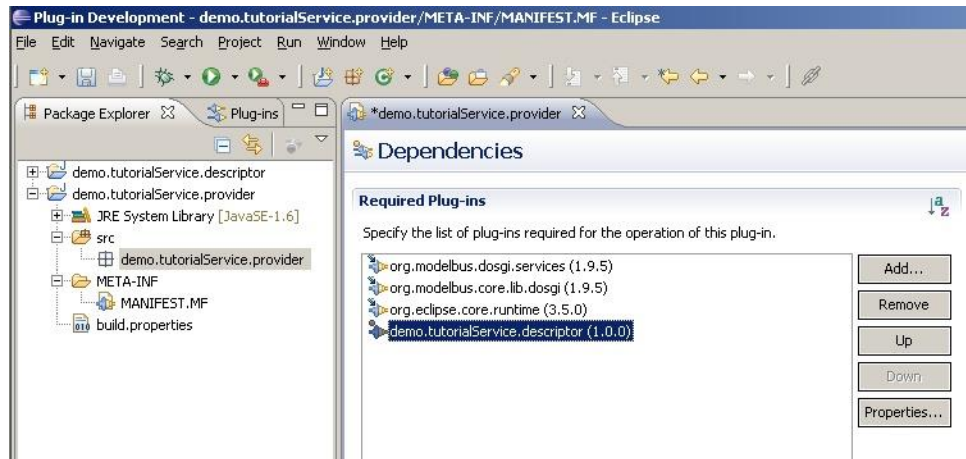 Plug-in Development - demo.tutorialService.provider/META-INF/MANIFEST.MF - Eclipse
File Edit Navigate Search Project Run Window Help
Package Explorer Plug-ins
*demo.tutorialService.provider
Dependencies
demo.tutorialService.descriptor
demo.tutorialService.provider
JRE System Library [JavaSE-1.6]
src
demo.tutorialService.provider
META-INF
MANIFEST.MF
build.properties
Required Plug-ins
a
z
Specify the list of plug-ins required for the operation of this plug-in.
org.modelbus.dosgi.services (1.9.5)
org.modelbus.core.lib.dosgi (1.9.5)
org.eclipse.core.runtime (3.5.0)
demo.tutorialService.descriptor (1.0.0)
Add...
Remove
Up
Down
Properties...